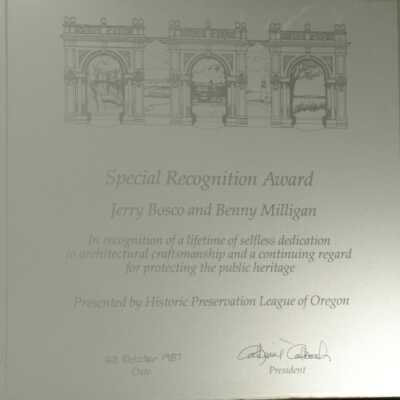 Special Recognition Award
Jerry Bosco and Benny Milligan
In recognition of a lifetime of selfless dedication
to architectural craftsmanship and a continuing regard
for protecting the public heritage
Presented by Historic Preservation League of Oregon
October 1987
Date
President